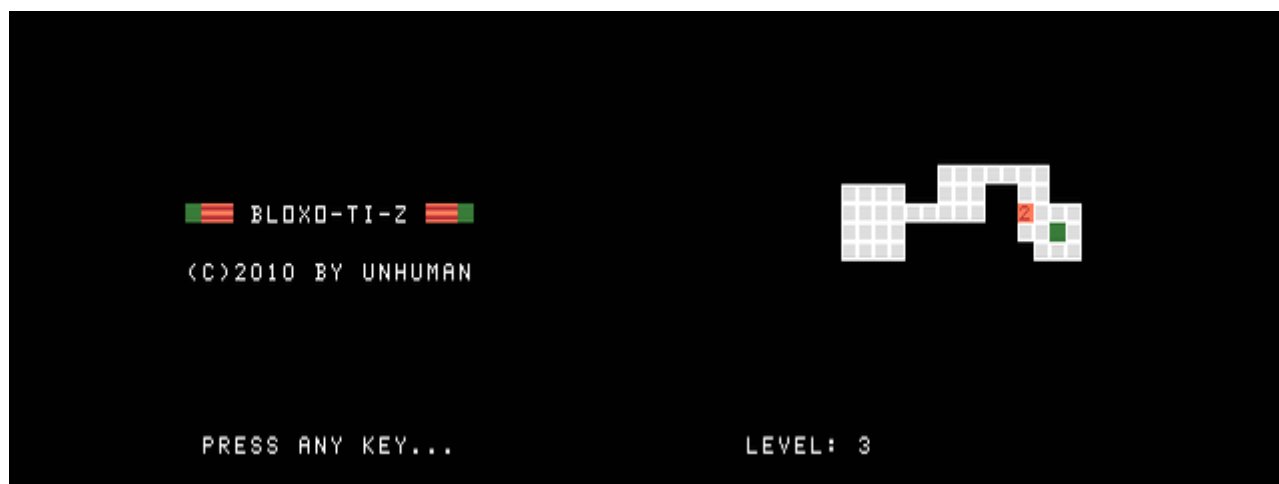 BLOXO-TI-Z
(C)2010 BY UNHUMAN
PRESS ANY KEY...
2
LEVEL: 3